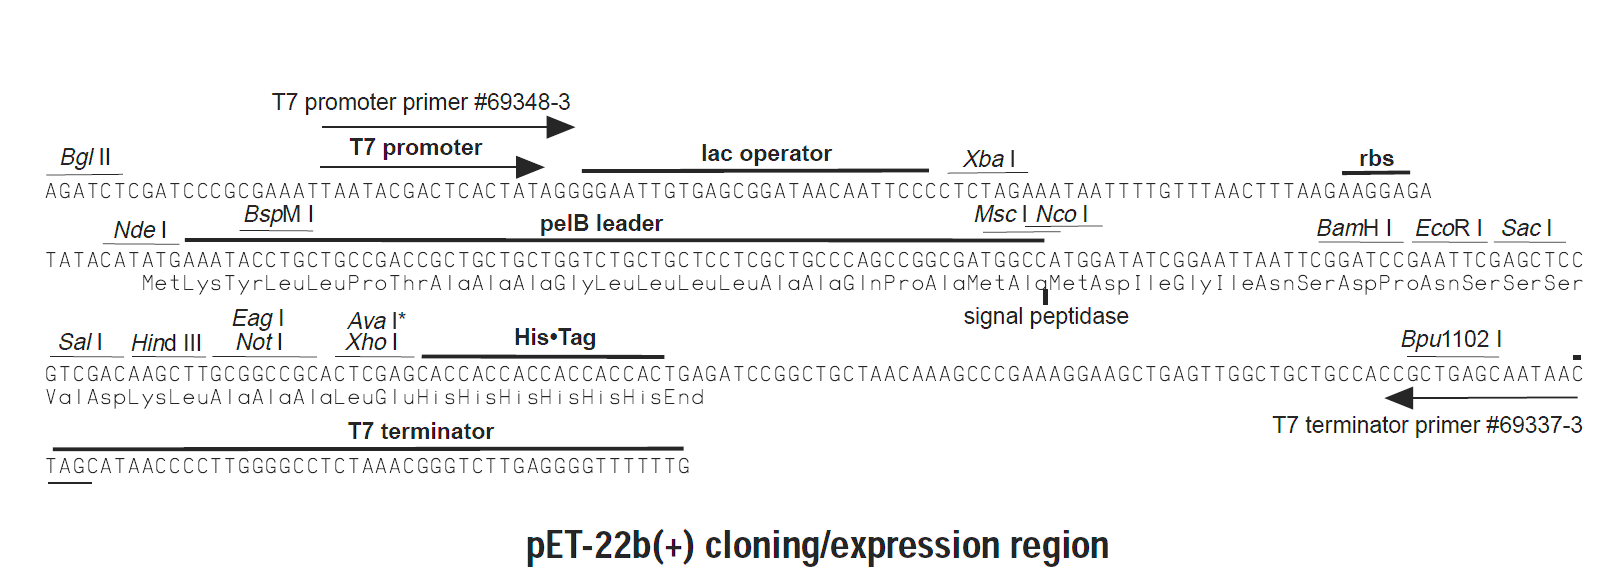 T7 promoter primer #69348-3
Bgl II
T7 promoter
lac operator
Xba I
rbs
AGATCTCGATCCCGCGAAATTAATACGACTCACTATAGGGGAATTGTGAGCGGATAACAATTCCCCTCTAGAAATAATTTTGTTTAACTTTAAGAAGGAGA
Nde I
BspM I
pelB leader
Msc I
Nco I
BamH I
EcoR I
Sac I
TATACATATGAAATACCTGCTGCCGACCGCTGCTGCTGGTCTGCTGCTCCTCGCTGCCCAGCCGGCGATGGCCATGGATATCGGAATTAATTCGGATCCGAATTCGAGCTCC
MetLysTyrLeuLeuProThrAlaAlaAlaGlyLeuLeuLeuLeuAlaAlaGlnProAlaMetAlaMetAspIleGlyIleAsnSerAspProAsnSerSerSer
signal peptidase
Sal I
Hind III
Eag I
Not I
Ava I*
Xho I
His•Tag
Bpu1102 I
GTCGACAAGCTTGCGGCCGCACTCGAGCACCACCACCACCACCACTGAGATCCGGCTGCTAACAAAGCCCGAAAGGAAGCTGAGTTGGCTGCTGCCACCGCTGAGCAATAAC
ValAspLysLeuAlaAlaAlaLeuGluHisHisHisHisHisHisEnd
T7 terminator primer #69337-3
T7 terminator
TAGCATAACCCCTTGGGGCCTCTAAACGGGTCTTGAGGGGTTTTTTG
pET-22b(+) cloning/expression region